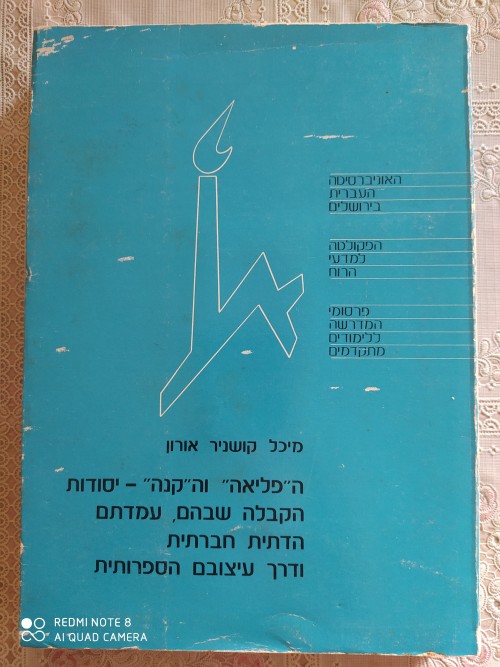 האוניברסיטה
העברית
בירושלים
הפקולטה
למדעי
הרוח
פרסומי
המדרשה
ללימודים
מתקדמים
מיכל קושניר אורון
ה״פליאה״ וה״קנה״ – יסודות
הקבלה שבהם, עמדתם
הדתית חברתית
ודרך עיצובם הספרותית
REDMI NOTE 8
AI QUAD CAMERA